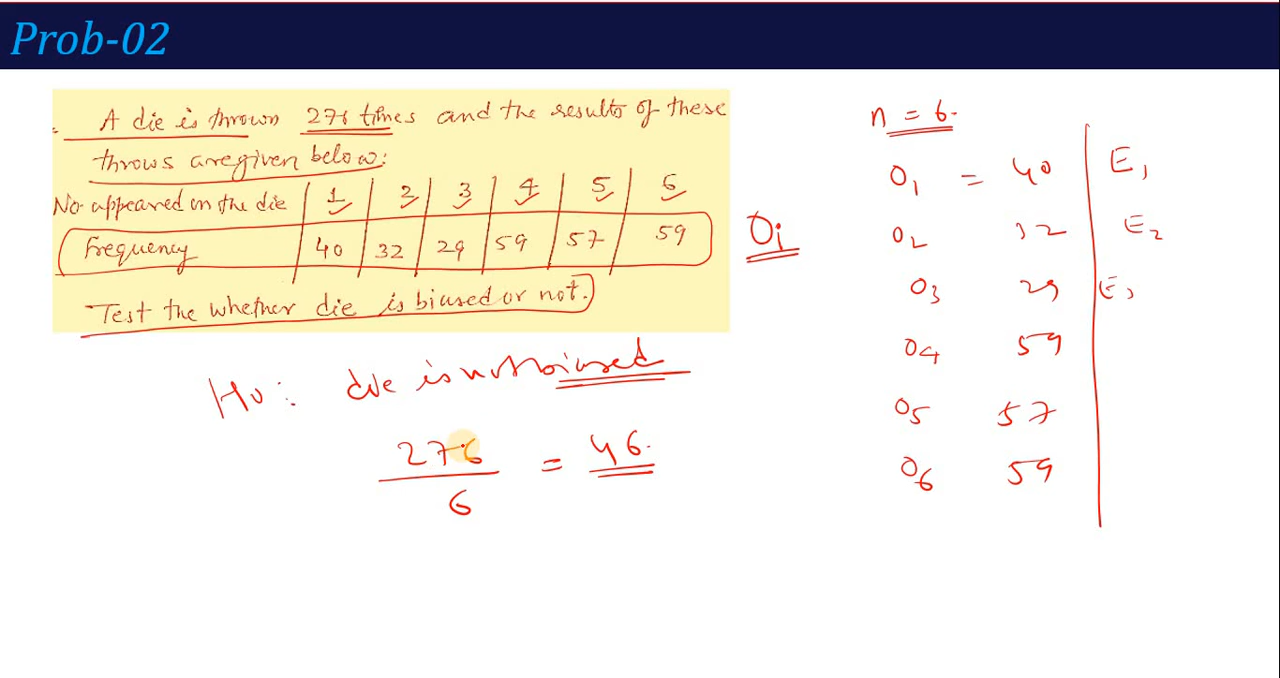 Prob-02
A die is thrown 276 times and the results of these
throws are given below:
No. appeared on the die 1 2 3 4 5 6
Frequency 40 32 29 59 57 59
Test the whether die is biased or not.
H0: die is not biased
276 / 6 = 46.
Oi
n = 6.
O1 = 40 E1
O2 32 E2
O3 29 E3
O4 59
O5 57
O6 59